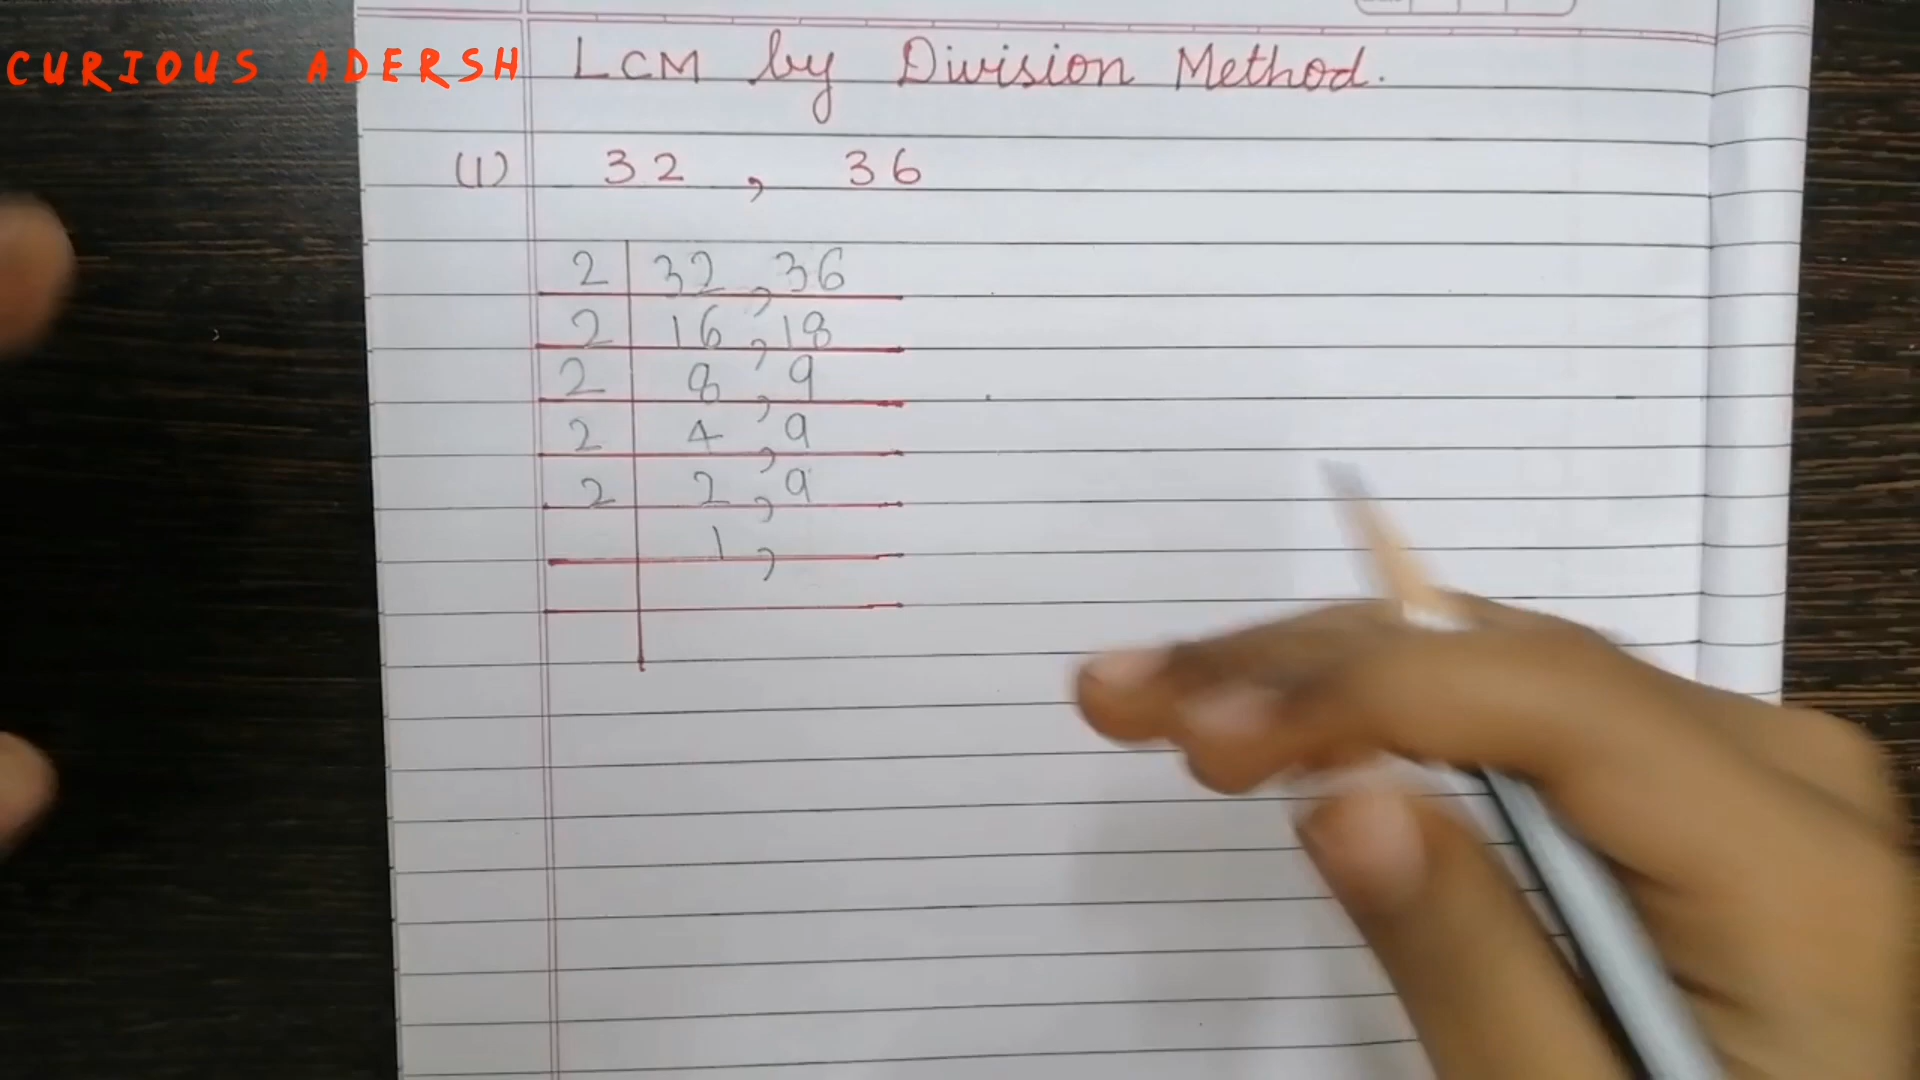 CURIOUS ADERSH
LCM by Division Method.
(1) 32 , 36
2 32 , 36
2 16 , 18
2 8 , 9
2 4 , 9
2 2 , 9
1 ,